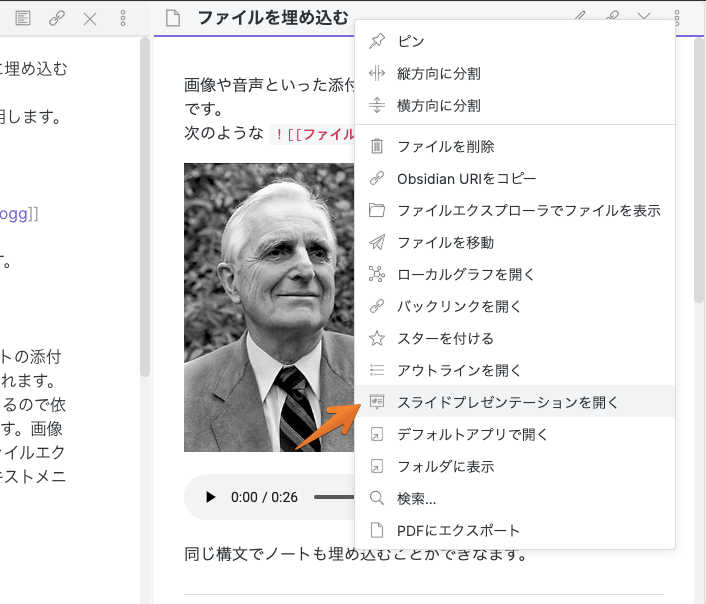 ファイルを埋め込む
に埋め込む
明します。
ogg]]
す。
トの添付
れます。
るので依
す。画像
ァイルエク
キストメニ
画像や音声といった添付
です。
次のような ![[ファイル
0:00 / 0:26
同じ構文でノートも埋め込むことができなます。
ピン
縦方向に分割
横方向に分割
ファイルを削除
Obsidian URIをコピー
ファイルエクスプローラでファイルを表示
ファイルを移動
ローカルグラフを開く
バックリンクを開く
スターを付ける
アウトラインを開く
スライドプレゼンテーションを開く
デフォルトアプリで開く
フォルダに表示
検索...
PDFにエクスポート